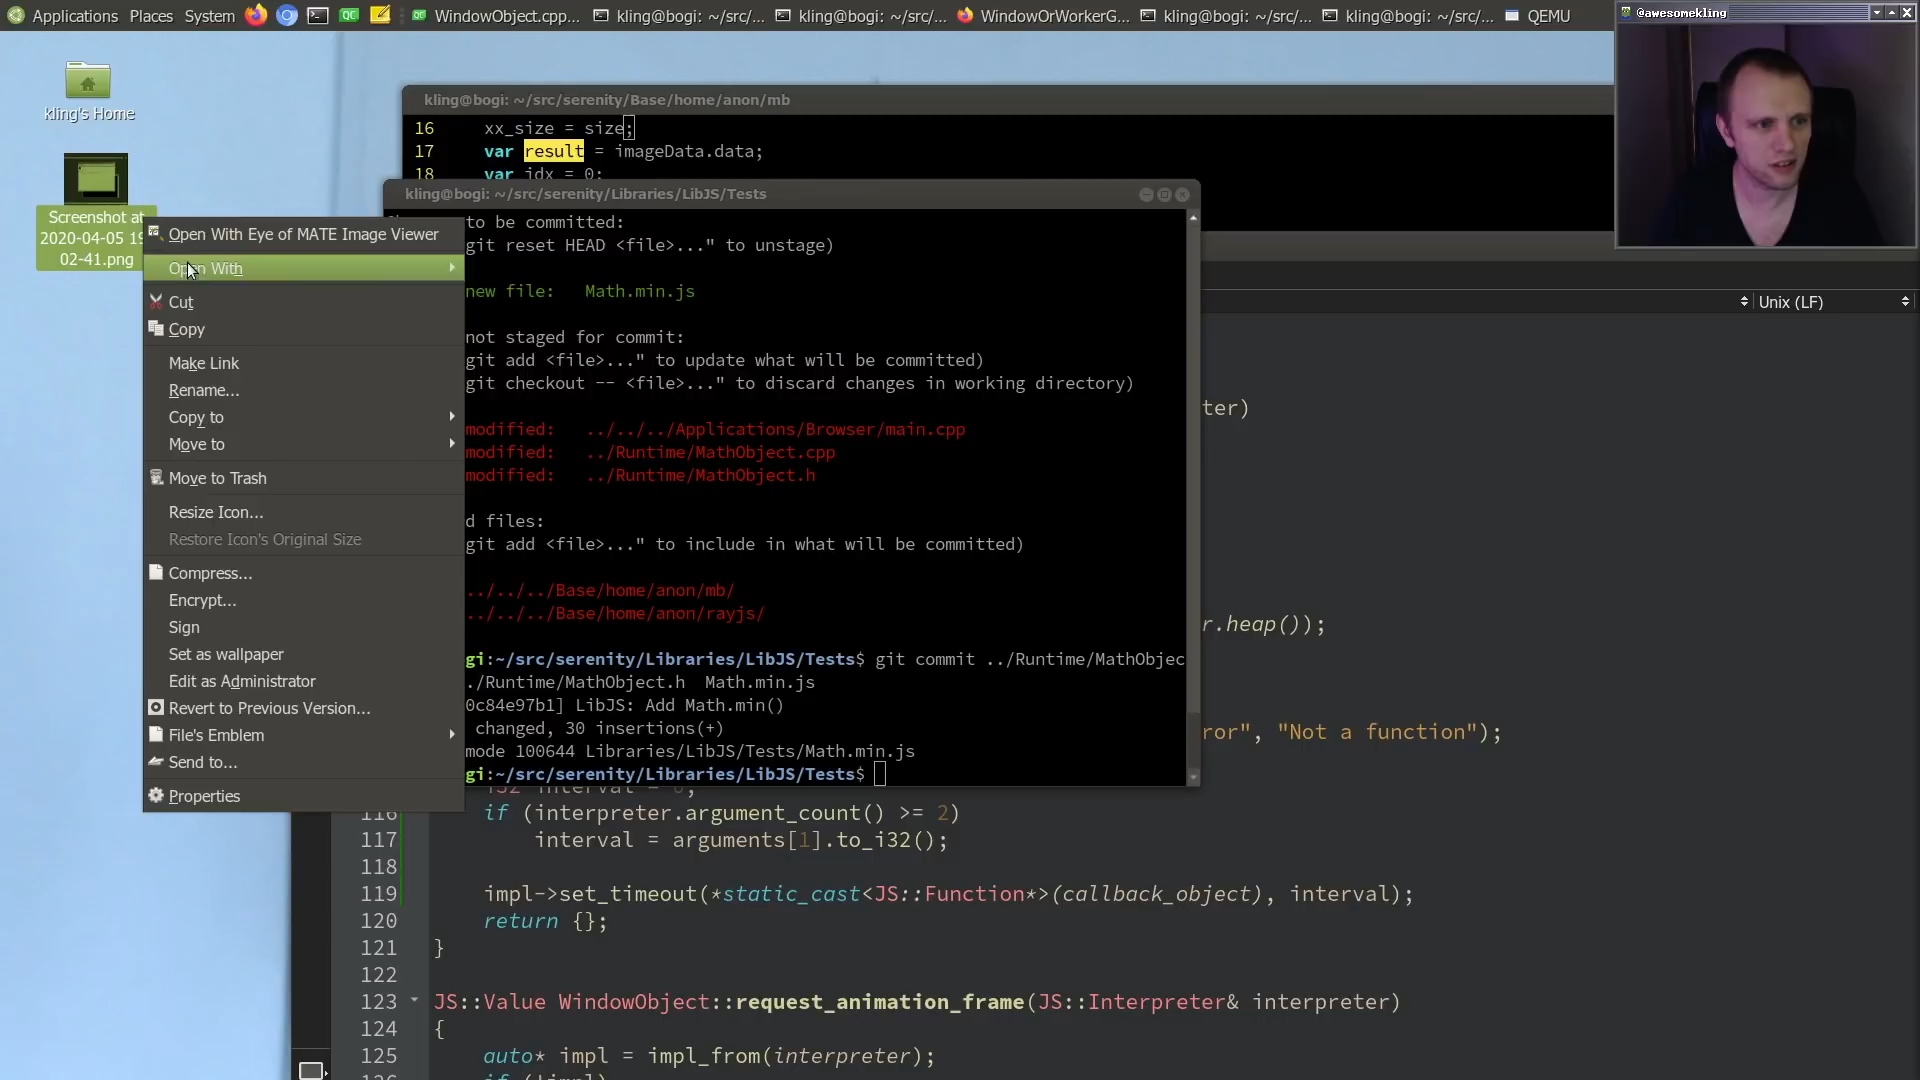 Applications Places System QC QC WindowObject.cpp... kling@bogi: ~/src/... kling@bogi: ~/src/... WindowOrWorkerG... kling@bogi: ~/src/... kling@bogi: ~/src/... QEMU
@awesomekling
kling's Home
Screenshot at
02-41.png
kling@bogi: ~/src/serenity/Base/home/anon/mb
16 xx_size = size;
17 var result = imageData.data;
18 var idx = 0;
kling@bogi: ~/src/serenity/Libraries/LibJS/Tests
to be committed:
git reset HEAD <file>..." to unstage)
new file: Math.min.js
not staged for commit:
git add <file>..." to update what will be committed)
git checkout -- <file>..." to discard changes in working directory)
modified: ../../../Applications/Browser/main.cpp
modified: ../Runtime/MathObject.cpp
modified: ../Runtime/MathObject.h
d files:
git add <file>..." to include in what will be committed)
../../../Base/home/anon/mb/
../../../Base/home/anon/rayjs/
gi:~/src/serenity/Libraries/LibJS/Tests$ git commit ../Runtime/MathObjec
./Runtime/MathObject.h Math.min.js
0c84e97b1] LibJS: Add Math.min()
changed, 30 insertions(+)
mode 100644 Libraries/LibJS/Tests/Math.min.js
gi:~/src/serenity/Libraries/LibJS/Tests$
Open With Eye of MATE Image Viewer
Open With
Cut
Copy
Make Link
Rename...
Copy to
Move to
Move to Trash
Resize Icon...
Restore Icon's Original Size
Compress...
Encrypt...
Sign
Set as wallpaper
Edit as Administrator
Revert to Previous Version...
File's Emblem
Send to...
Properties
Unix (LF)
ter)
r.heap());
ror", "Not a function");
116 if (interpreter.argument_count() >= 2)
117 interval = arguments[1].to_i32();
118
119 impl->set_timeout(*static_cast<JS::Function*>(callback_object), interval);
120 return {};
121 }
122
123 JS::Value WindowObject::request_animation_frame(JS::Interpreter& interpreter)
124 {
125 auto* impl = impl_from(interpreter);